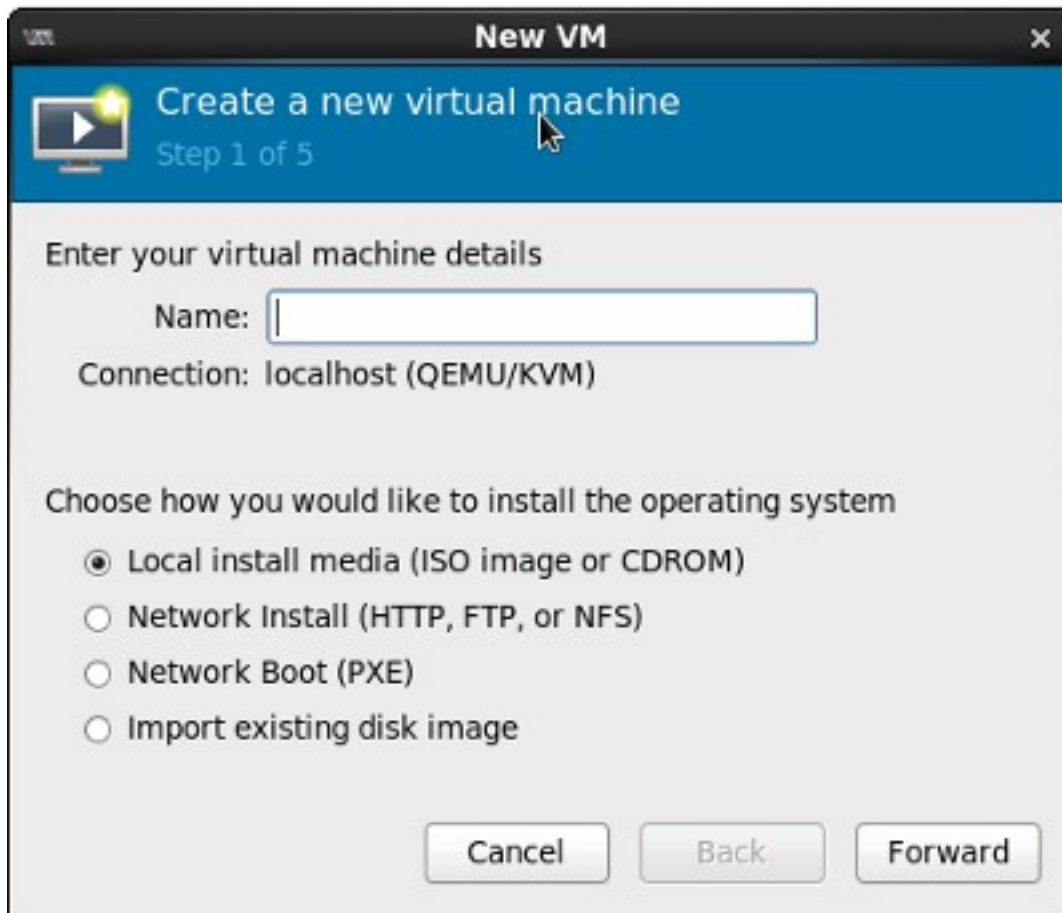 New VM
Create a new virtual machine
Step 1 of 5
Enter your virtual machine details
Name:
Connection: localhost (QEMU/KVM)
Choose how you would like to install the operating system
Local install media (ISO image or CDROM)
Network Install (HTTP, FTP, or NFS)
Network Boot (PXE)
Import existing disk image
Cancel Back Forward